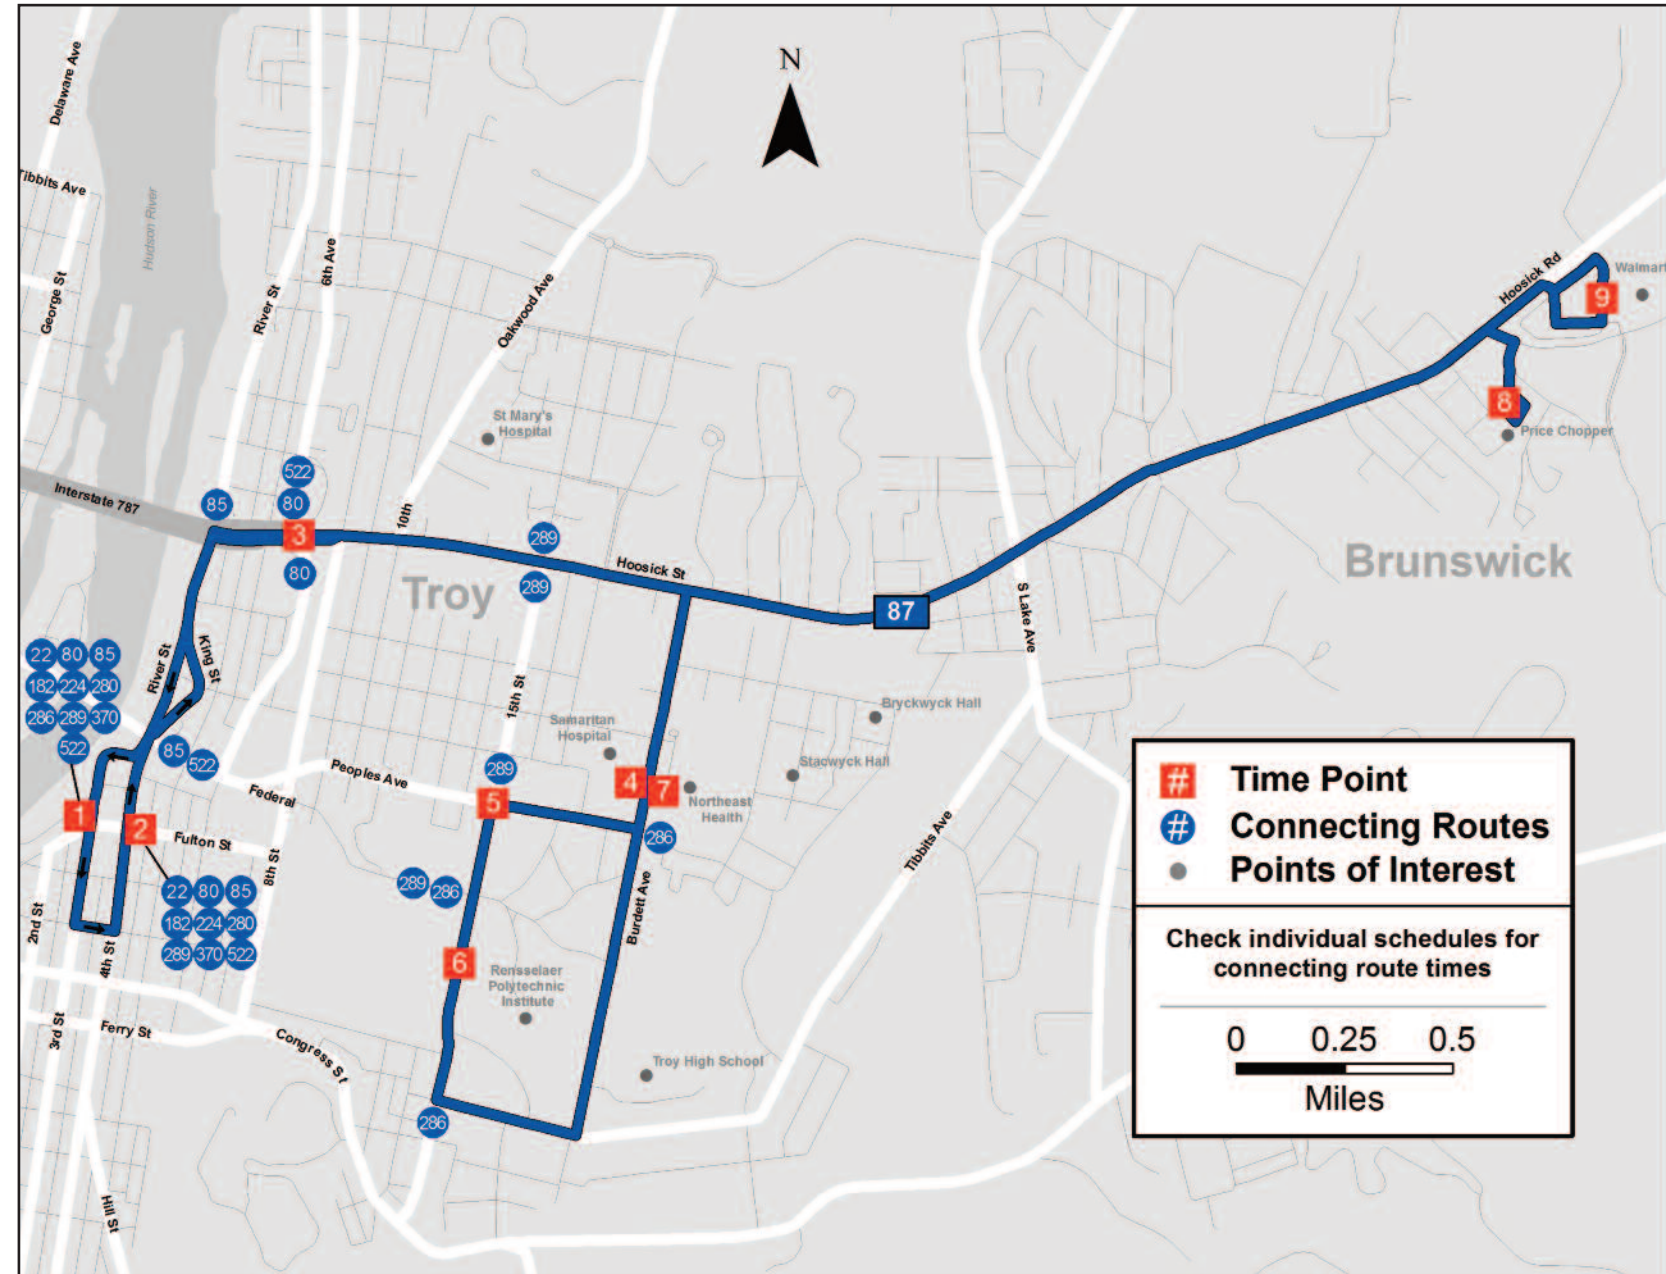 N
Delaware Ave
Tibbits Ave
Hudson River
George St
River St
6th Ave
Oakwood Ave
Hoosick Rd
Walmart
9
8
Price Chopper
St Mary's
Hospital
522
85
80
Interstate 787
3
10th
80
289
289
Hoosick St
Troy
87
Brunswick
S Lake Ave
22 80 85
182 224 280
286 289 370
522
River St
King St
85
522
15th St
Samaritan
Hospital
Bryckwyck Hall
Stacwyck Hall
289
Peoples Ave
Federal
4
7
Northeast
Health
5
1
2
Fulton St
286
8th St
Tibbits Ave
22 80 85
182 224 280
289 370 522
289
286
Burdett Ave
2nd St
4th St
6
Rensselaer
Polytechnic
Institute
3rd St
Ferry St
Congress St
Troy High School
286
Hill St
# Time Point
# Connecting Routes
Points of Interest
Check individual schedules for
connecting route times
0 0.25 0.5
Miles